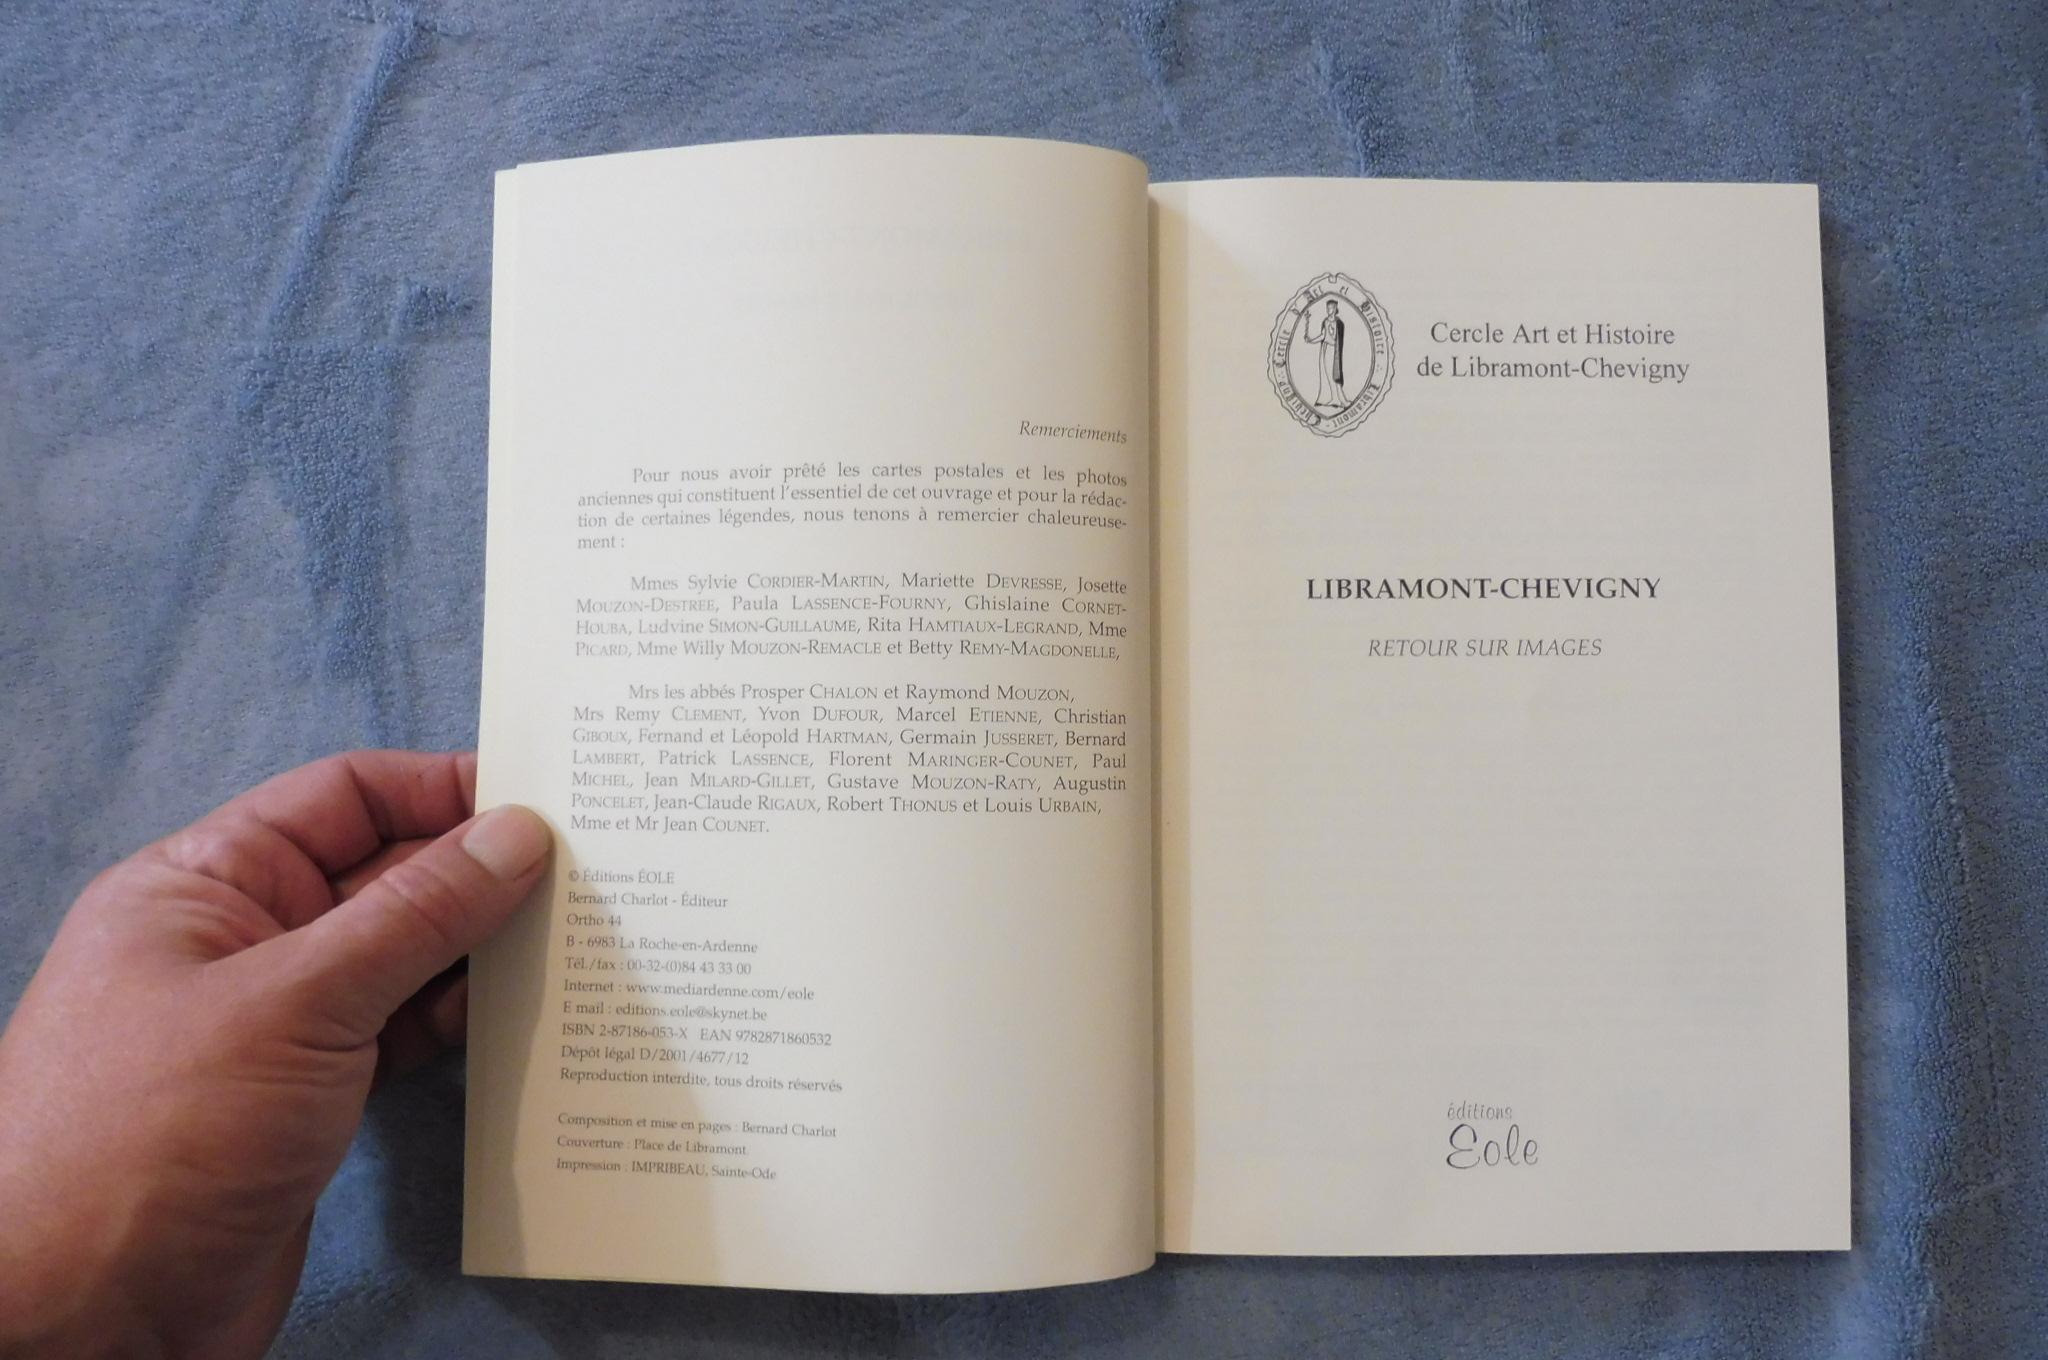 Remerciements
Pour nous avoir prêté les cartes postales et les photos
anciennes qui constituent l'essentiel de cet ouvrage et pour la rédac-
tion de certaines légendes, nous tenons à remercier chaleureuse-
ment :
Mmes Sylvie CORDIER-MARTIN, Mariette DEVRESSE, Josette
MOUZON-DESTREE, Paula LASSENCE-FOURNY, Ghislaine CORNET-
HOUBA, Ludvine SIMON-GUILLAUME, Rita HAMTIAUX-LEGRAND, Mme
PICARD, Mme Willy MOUZON-REMACLE et Betty REMY-MAGDONELLE,
Mrs les abbés Prosper CHALON et Raymond MOUZON,
Mrs Remy CLEMENT, Yvon DUFOUR, Marcel ETIENNE, Christian
GIBOUX, Fernand et Léopold HARTMAN, Germain JUSSERET, Bernard
LAMBERT, Patrick LASSENCE, Florent MARINGER-COUNET, Paul
MICHEL, Jean MILARD-GILLET, Gustave MOUZON-RATY, Augustin
PONCELET, Jean-Claude RIGAUX, Robert THONUS et Louis URBAIN,
Mme et Mr Jean COUNET.
© Éditions ÉOLE
Bernard Charlot - Éditeur
Ortho 44
B - 6983 La Roche-en-Ardenne
Tél./fax : 00-32-(0)84 43 33 00
Internet : www.mediardenne.com/eole
E mail : editions.eole@skynet.be
ISBN 2-87186-053-X EAN 9782871860532
Dépôt légal D/2001/4677/12
Reproduction interdite, tous droits réservés
Composition et mise en pages : Bernard Charlot
Couverture : Place de Libramont.
Impression : IMPRIBEAU, Sainte-Ode
Cercle d'Art et Histoire : Libramont - Chevigny :
Cercle Art et Histoire
de Libramont-Chevigny
LIBRAMONT-CHEVIGNY
RETOUR SUR IMAGES
éditions
Eole